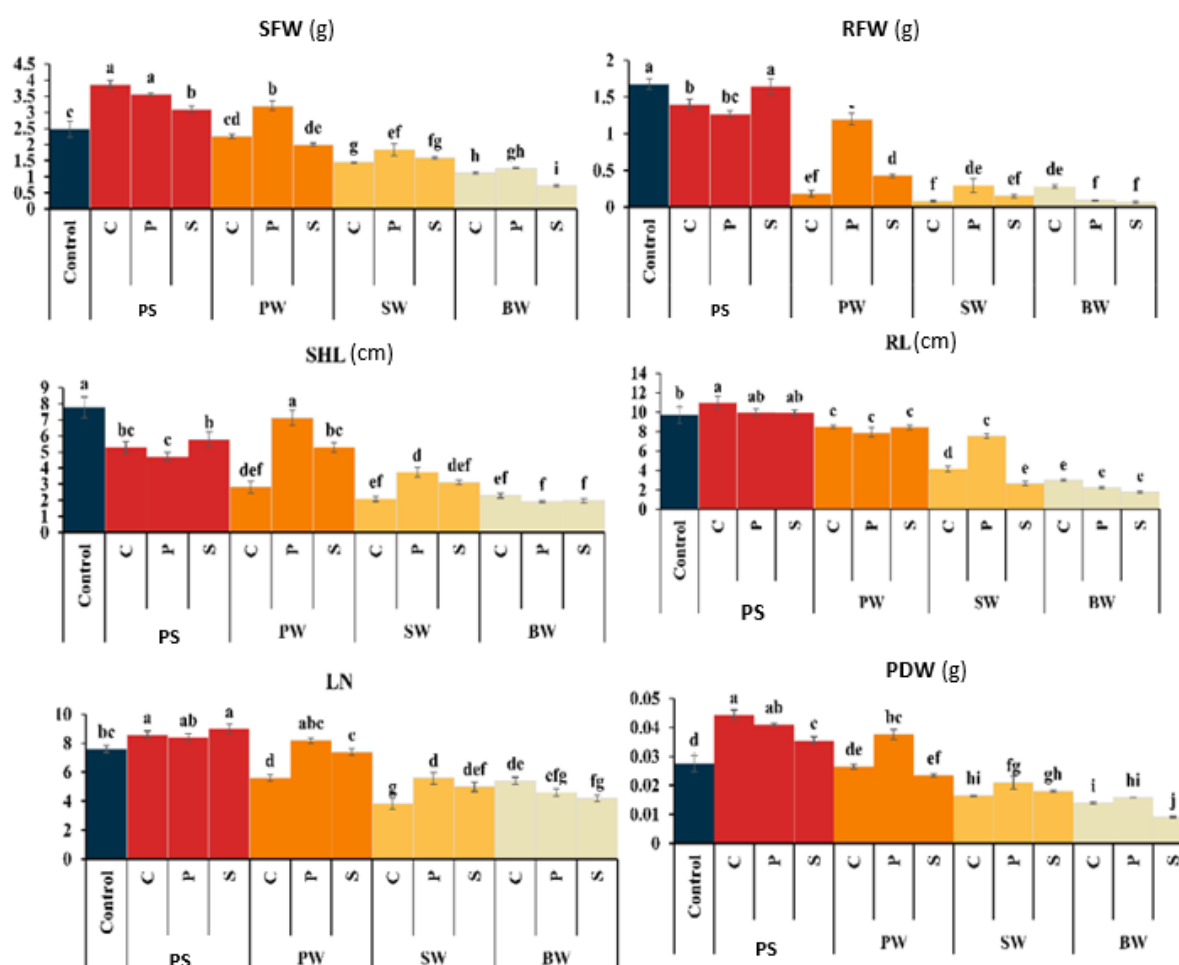 SFW (g)
4.5
4
3.5
3
2.5
2
1.5
1
0.5
0
c a a b cd b de g ef fg h gh i
Control C P S C P S C P S C P S
PS PW SW BW
RFW (g)
2
1.5
1
0.5
0
a b bc a ef d f de ef de f f
Control C P S C P S C P S C P S
PS PW SW BW
SHL (cm)
9
8
7
6
5
4
3
2
1
0
a bc c b def a bc ef d def ef f f
Control C P S C P S C P S C P S
PS PW SW BW
RL (cm)
14
12
10
8
6
4
2
0
b a ab ab c c c d c e e
Control C P S C P S C P S C P S
PS PW SW BW
LN
10
8
6
4
2
0
bc a ab a d abc c g de def de efg fg
Control C P S C P S C P S C P S
PS PW SW BW
PDW (g)
0.05
0.04
0.03
0.02
0.01
0
d a ab c de bc ef hi fg gh i hi j
Control C P S C P S C P S C P S
PS PW SW BW